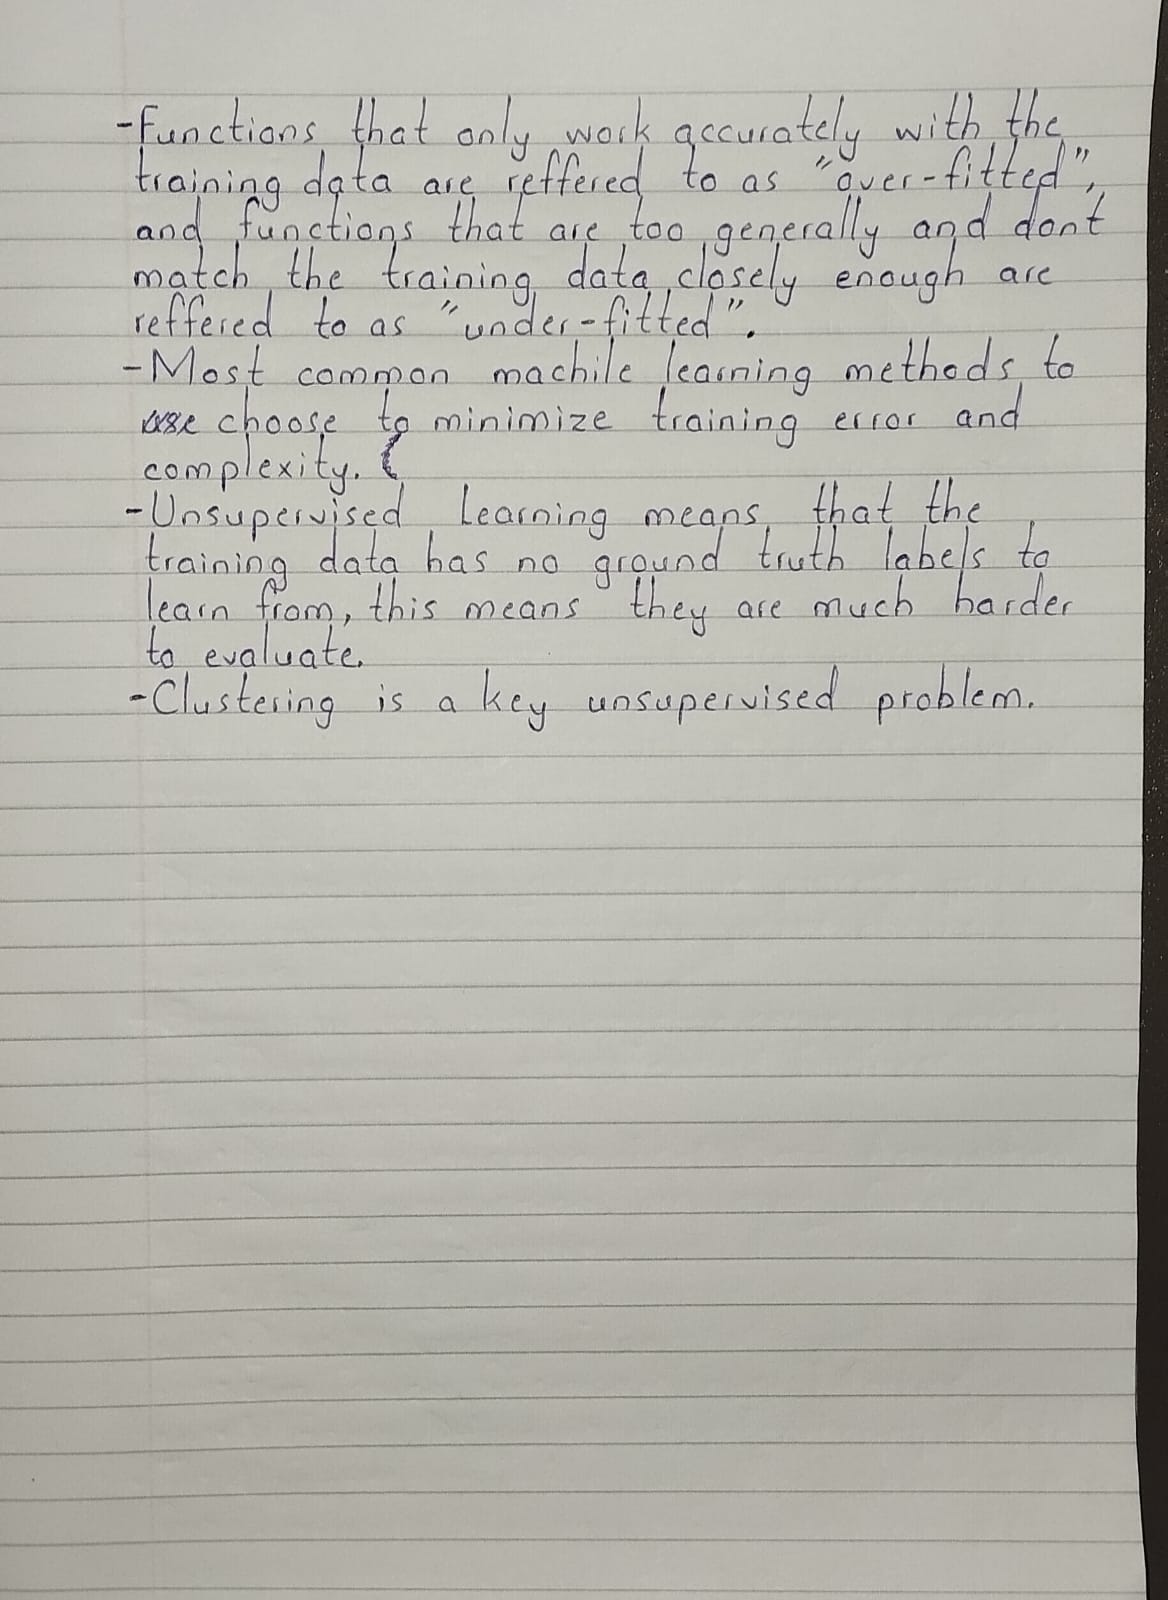 -Functions that only work accurately with the
training data are reffered to as "over-fitted",
and functions that are too generally and dont
match the training data closely enough are
reffered to as "under-fitted".
-Most common machile learning methods to
choose to minimize training error and
complexity.
-Unsupervised Learning means that the
training data has no ground truth labels to
learn from, this means they are much harder
to evaluate.
-Clustering is a key unsupervised problem.